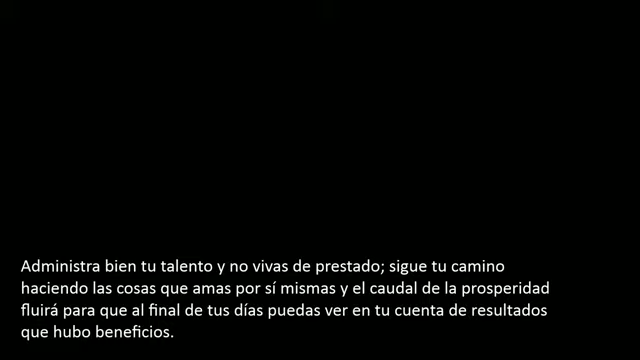 Administra bien tu talento y no vivas de prestado; sigue tu camino
haciendo las cosas que amas por sí mismas y el caudal de la prosperidad
fluirá para que al final de tus días puedas ver en tu cuenta de resultados
que hubo beneficios.